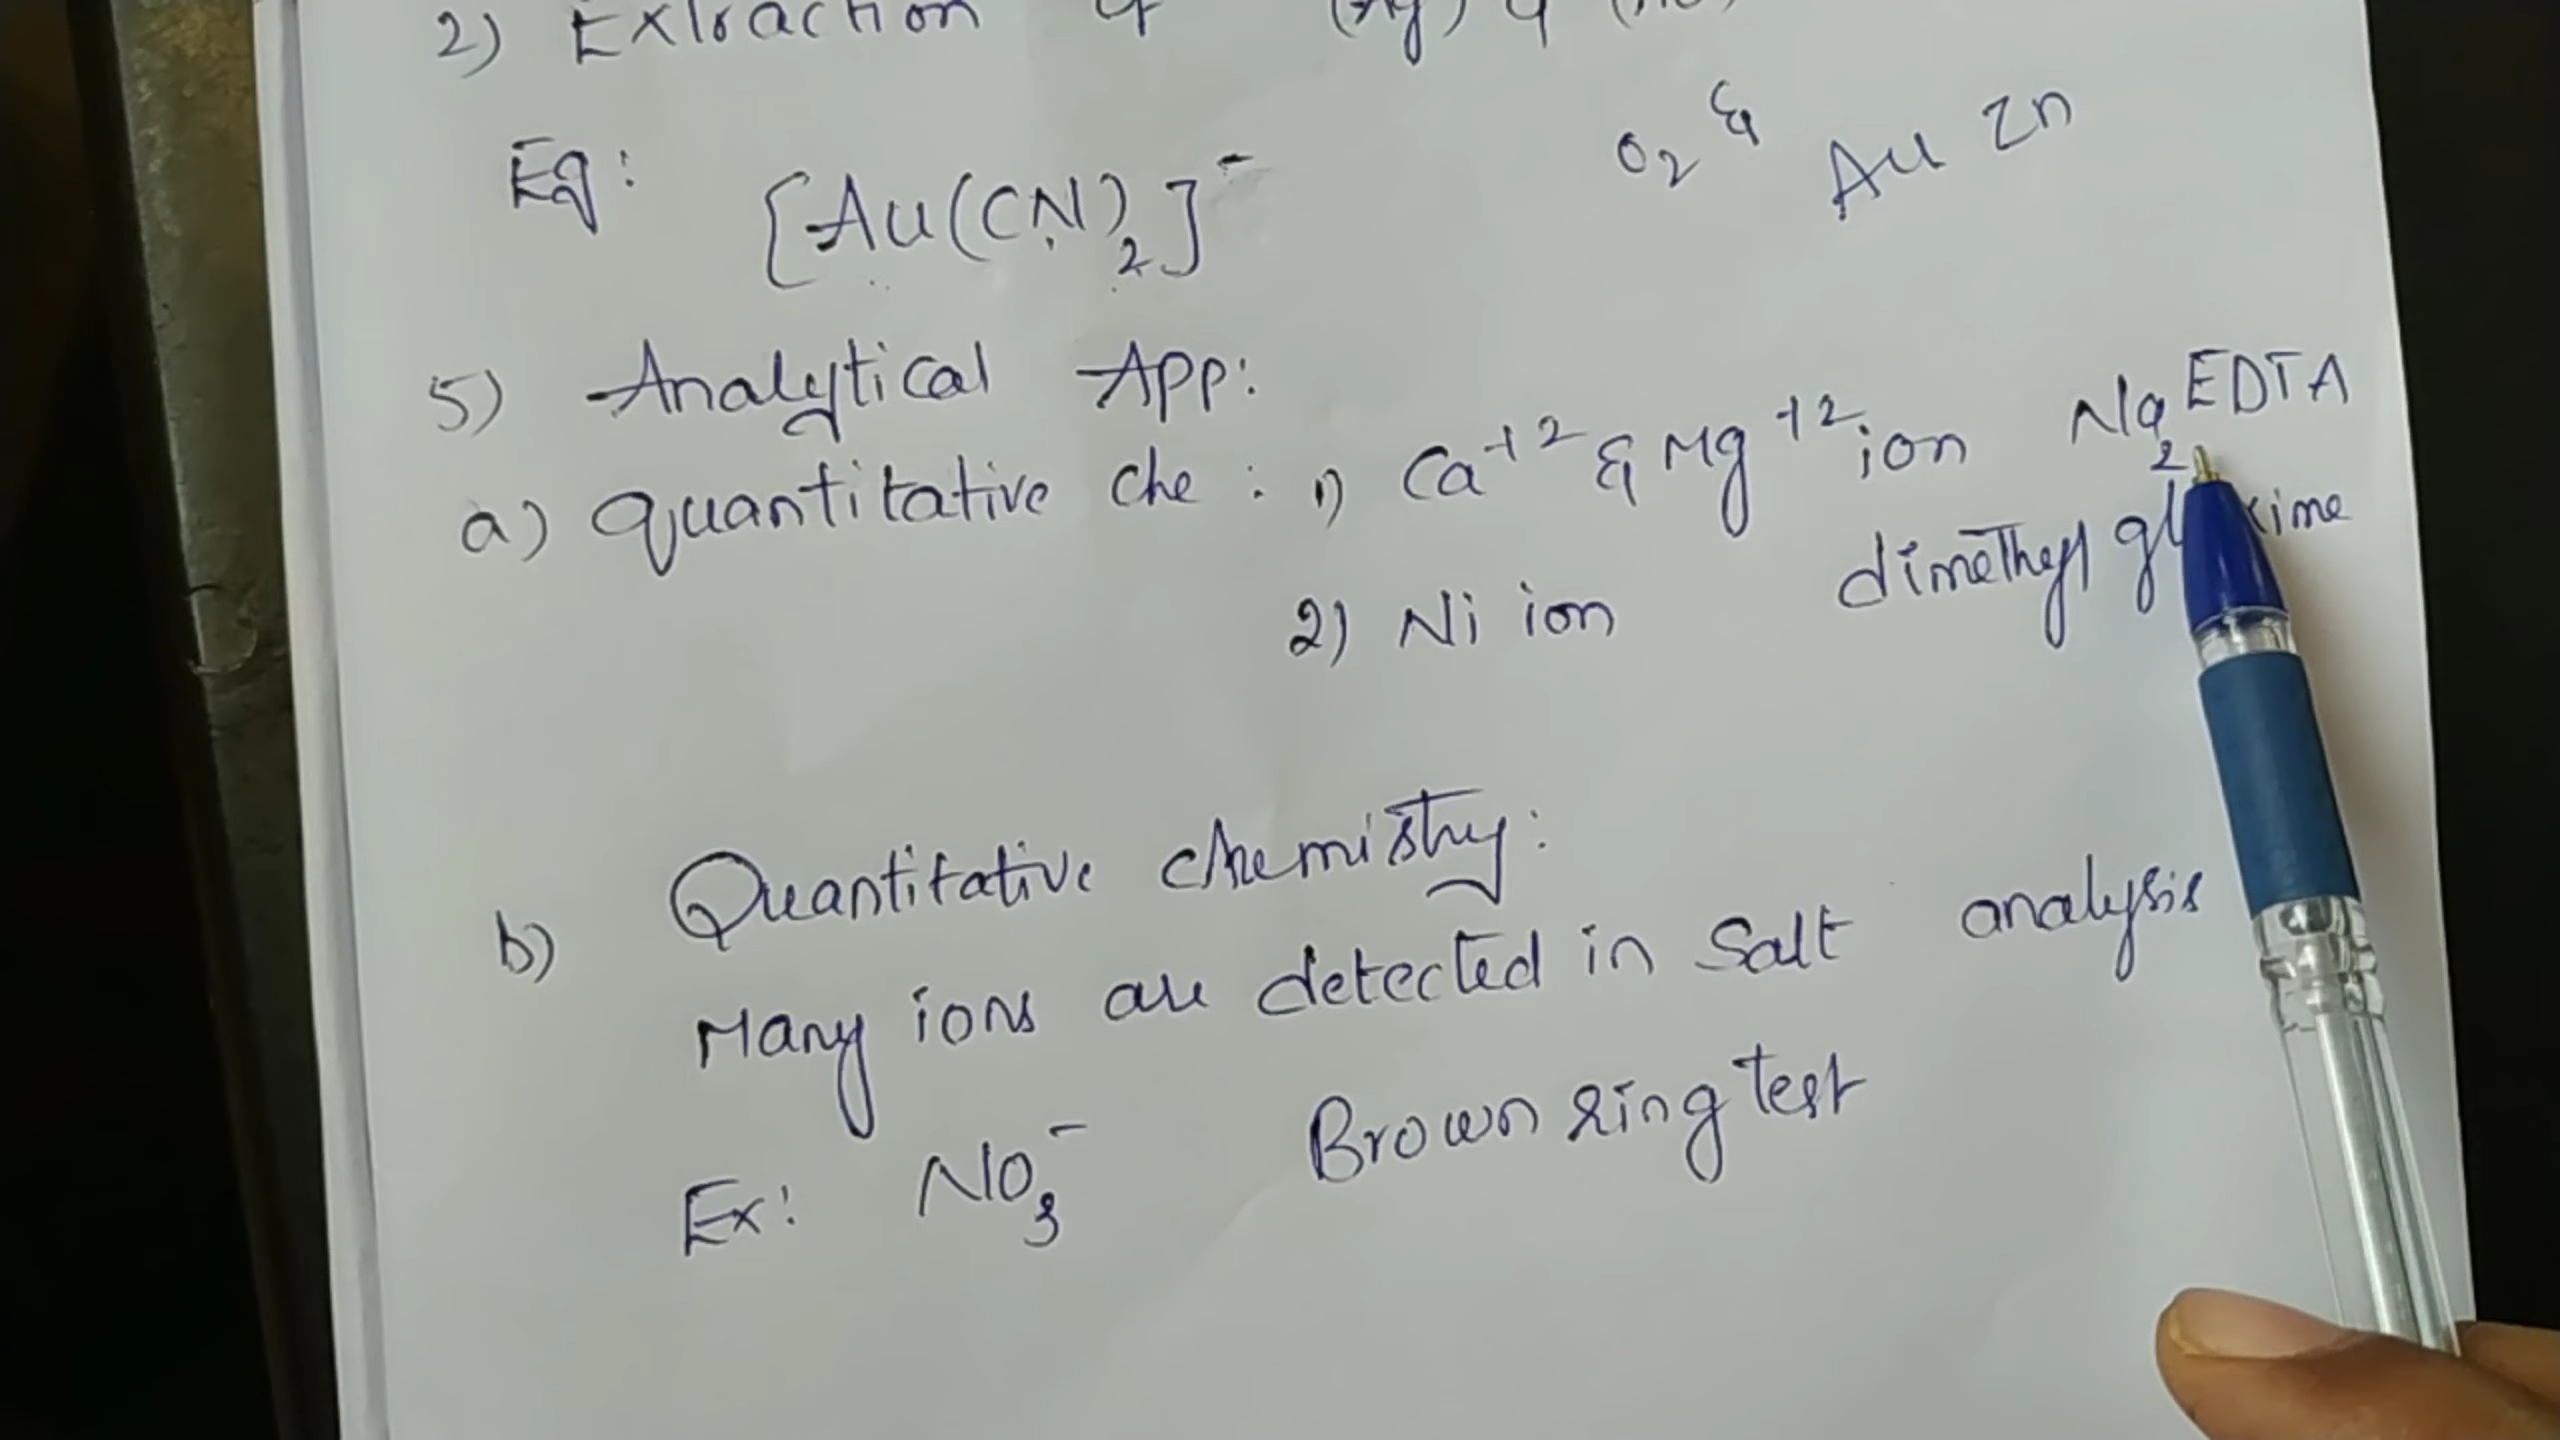 2) Extraction of (Ag) &
Eg: [Au(CN)₂]⁻ O₂ & Au Zn
5) Analytical App:
a) quantitative che : 1) Ca⁺² & Mg⁺² ion Na₂EDTA
2) Ni ion dimethyl
b) Quantitative chemistry:
Many ions are detected in Salt analysis
Ex: NO₃⁻ Brown ring test